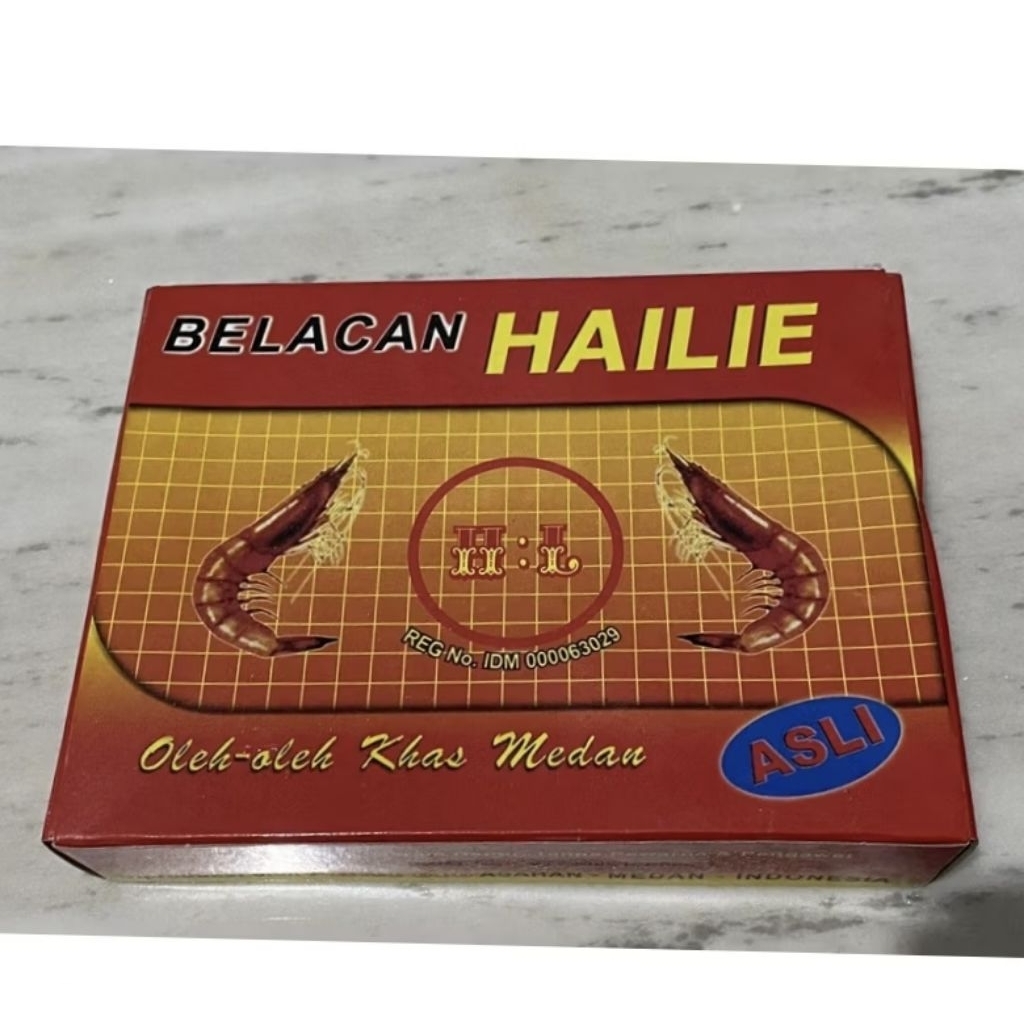 BELACAN HAILIE
H:L
REG No. IDM 000063029
Oleh-oleh Khas Medan
ASLI
MEDAN - INDONESIA